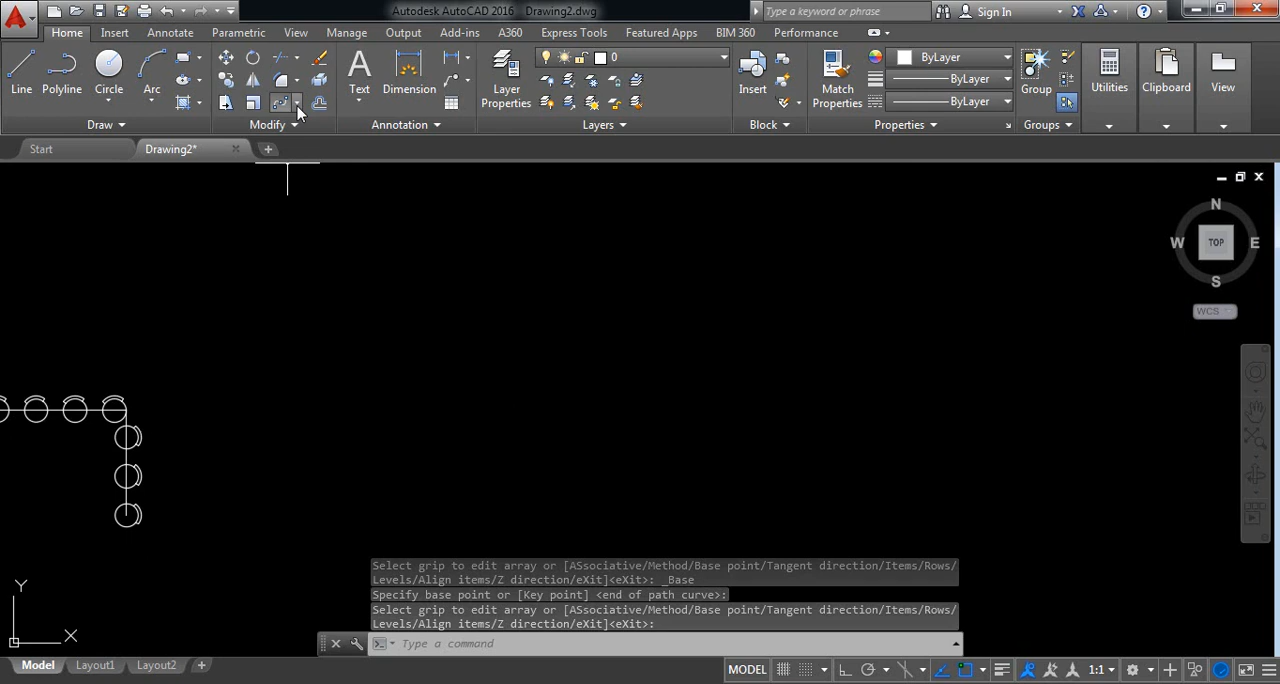 Autodesk AutoCAD 2016 Drawing2.dwg
Type a keyword or phrase
Sign In
Home Insert Annotate Parametric View Manage Output Add-ins A360 Express Tools Featured Apps BIM 360 Performance
Line Polyline Circle Arc
Text Dimension
Layer
Properties
0
Insert
Match
Properties
ByLayer
ByLayer
ByLayer
Group
Utilities Clipboard View
Draw Modify Annotation Layers Block Properties Groups
Start Drawing2*
N
W TOP E
S
WCS
Select grip to edit array or [ASsociative/Method/Base point/Tangent direction/Items/Rows/
Levels/Align items/Z direction/eXit]<eXit>: _Base
Specify base point or [Key point] <end of path curve>:
Select grip to edit array or [ASsociative/Method/Base point/Tangent direction/Items/Rows/
Levels/Align items/Z direction/eXit]<eXit>:
Type a command
Y
X
Model Layout1 Layout2 +
MODEL 1:1